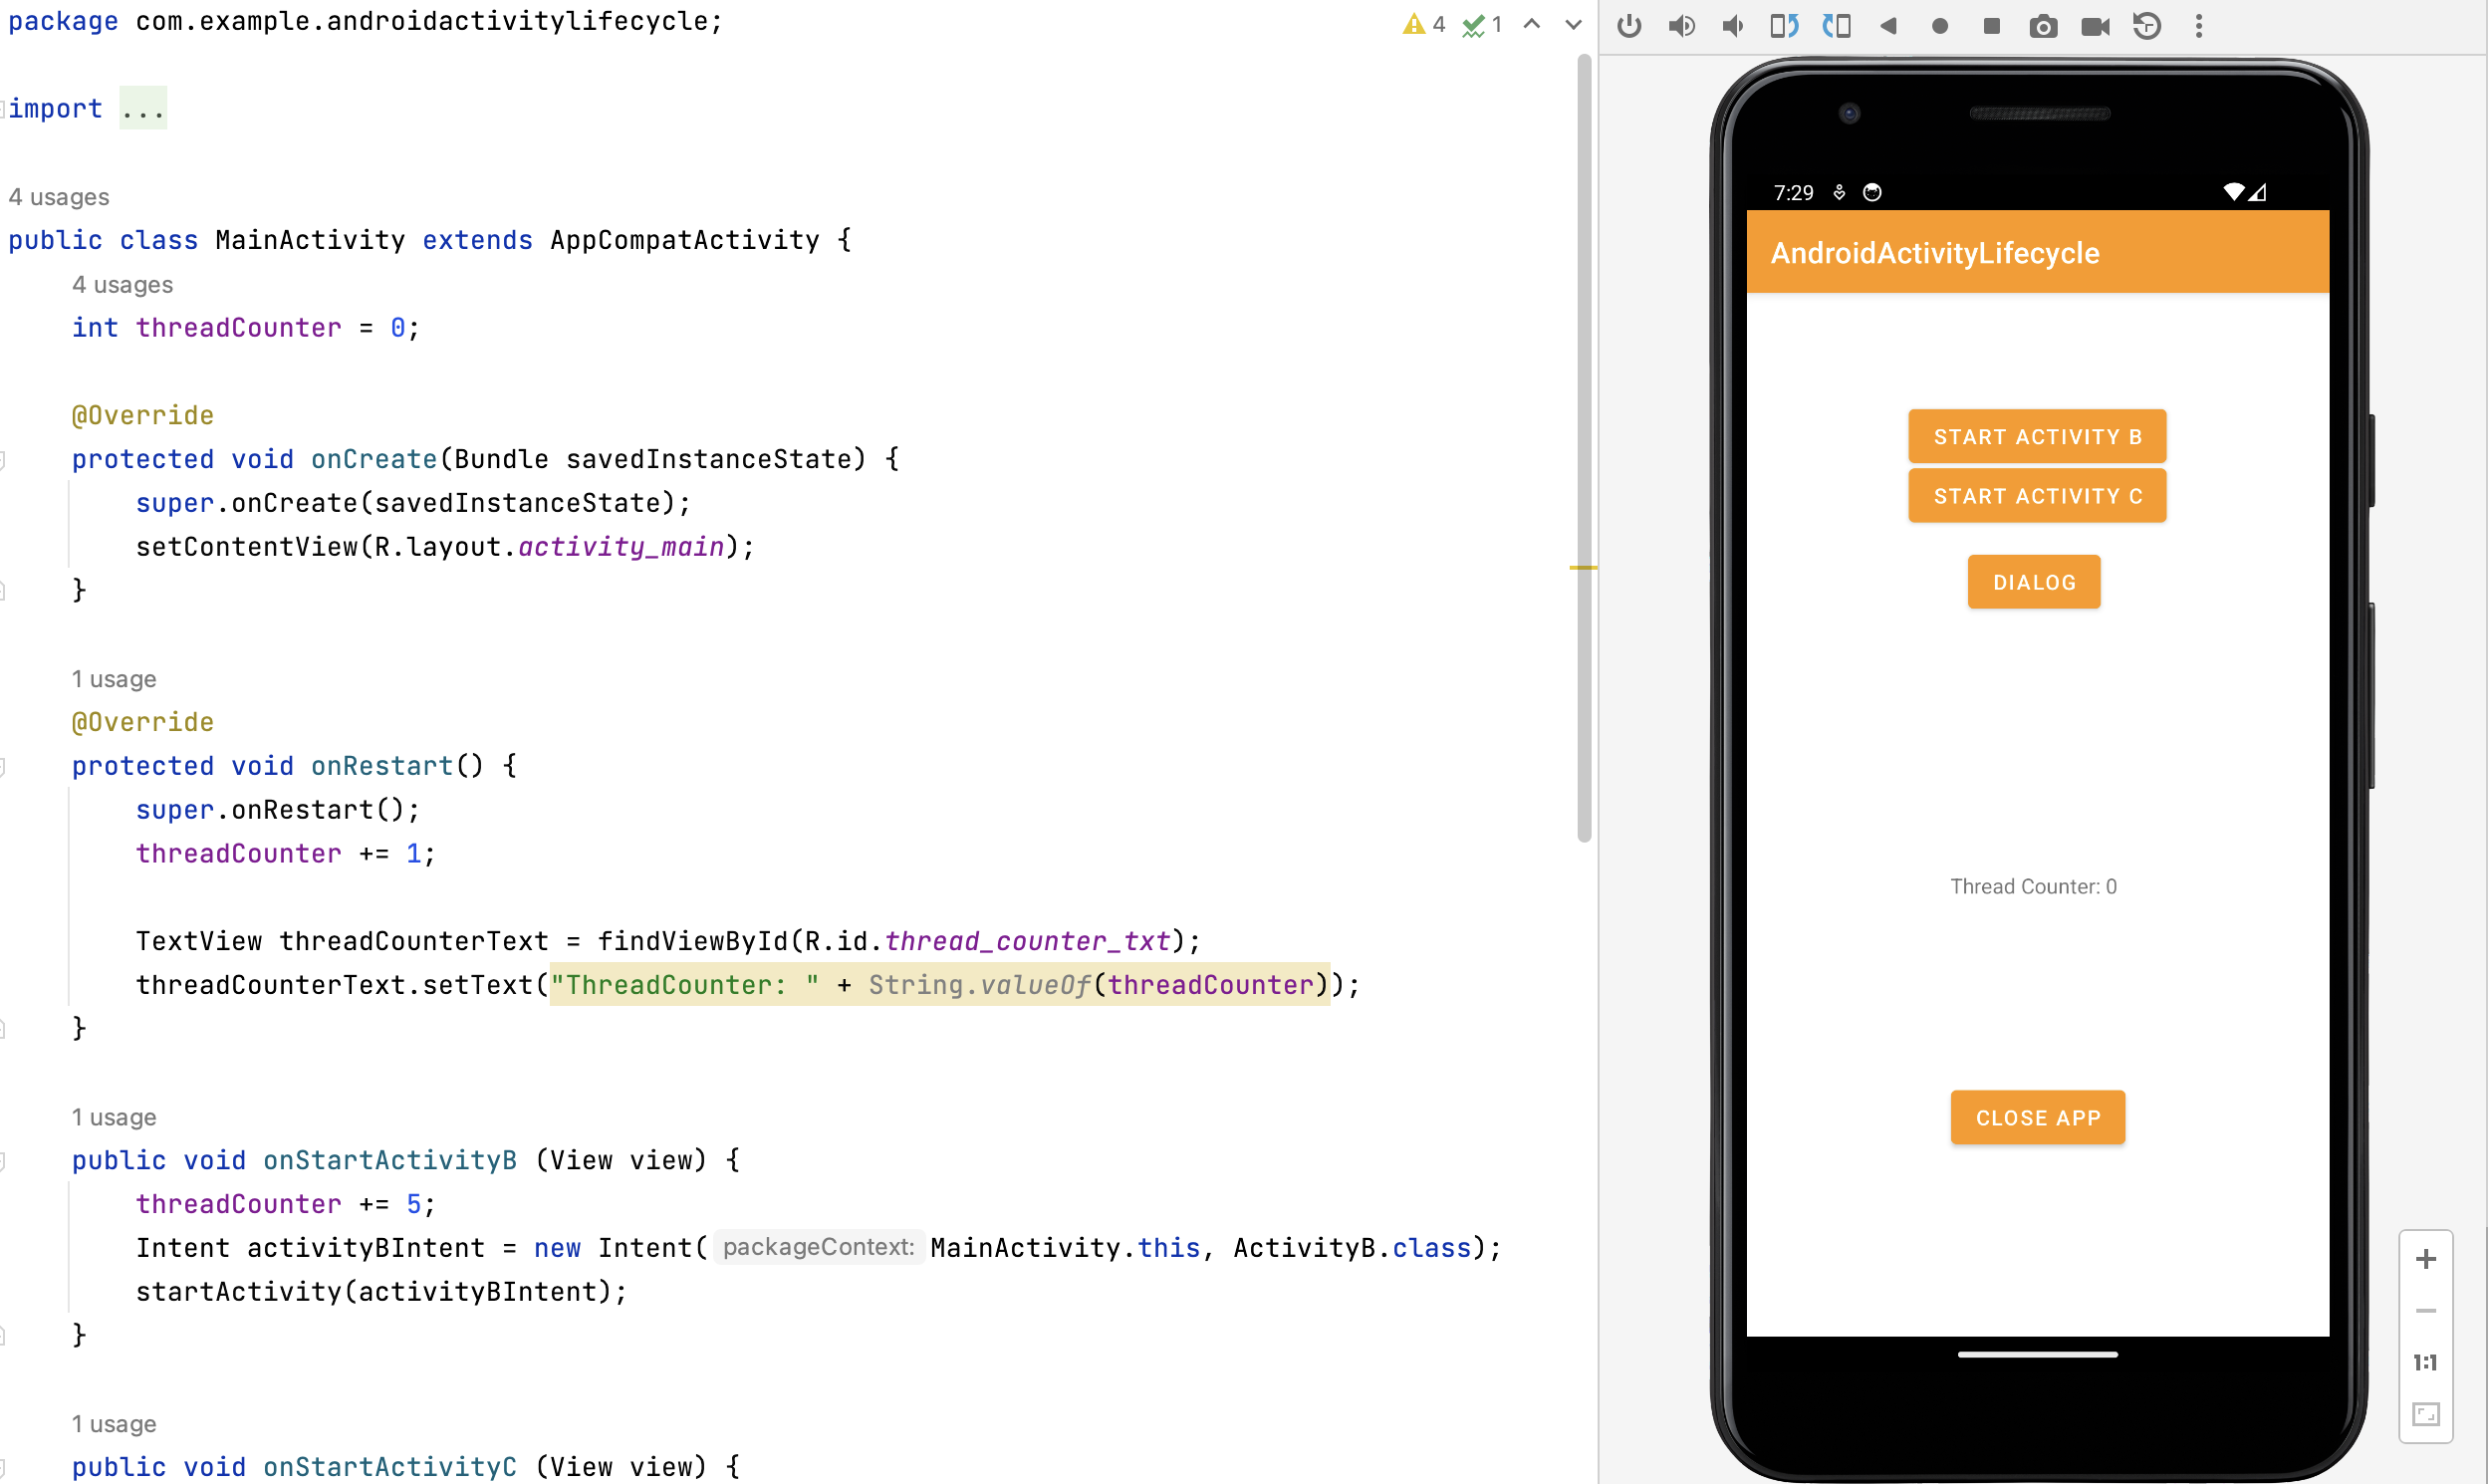 package com.example.androidactivitylifecycle;
4 1
import ...
4 usages
public class MainActivity extends AppCompatActivity {
4 usages
int threadCounter = 0;
@Override
protected void onCreate(Bundle savedInstanceState) {
super.onCreate(savedInstanceState);
setContentView(R.layout.activity_main);
}
1 usage
@Override
protected void onRestart() {
super.onRestart();
threadCounter += 1;
TextView threadCounterText = findViewById(R.id.thread_counter_txt);
threadCounterText.setText("ThreadCounter: " + String.valueOf(threadCounter));
}
1 usage
public void onStartActivityB (View view) {
threadCounter += 5;
Intent activityBIntent = new Intent( packageContext: MainActivity.this, ActivityB.class);
startActivity(activityBIntent);
}
1 usage
public void onStartActivityC (View view) {
7:29
AndroidActivityLifecycle
START ACTIVITY B
START ACTIVITY C
DIALOG
Thread Counter: 0
CLOSE APP
1:1